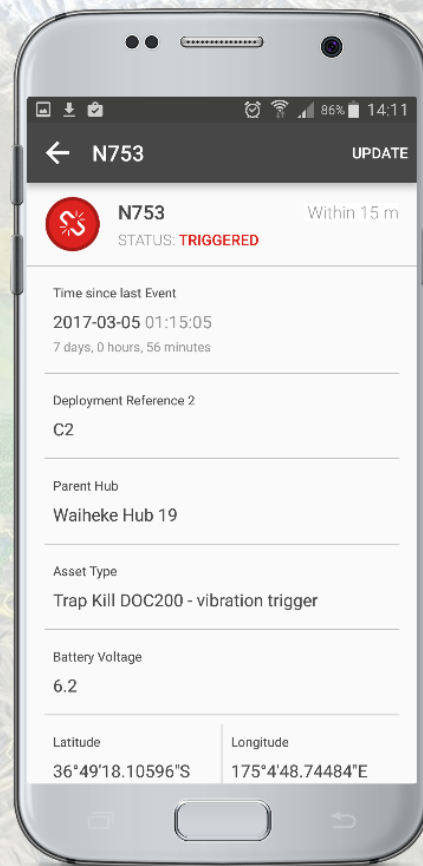 86% 14:11
N753 UPDATE
N753 Within 15 m
STATUS: TRIGGERED
Time since last Event
2017-03-05 01:15:05
7 days, 0 hours, 56 minutes
Deployment Reference 2
C2
Parent Hub
Waiheke Hub 19
Asset Type
Trap Kill DOC200 - vibration trigger
Battery Voltage
6.2
Latitude Longitude
36°49'18.10596"S 175°4'48.74484"E